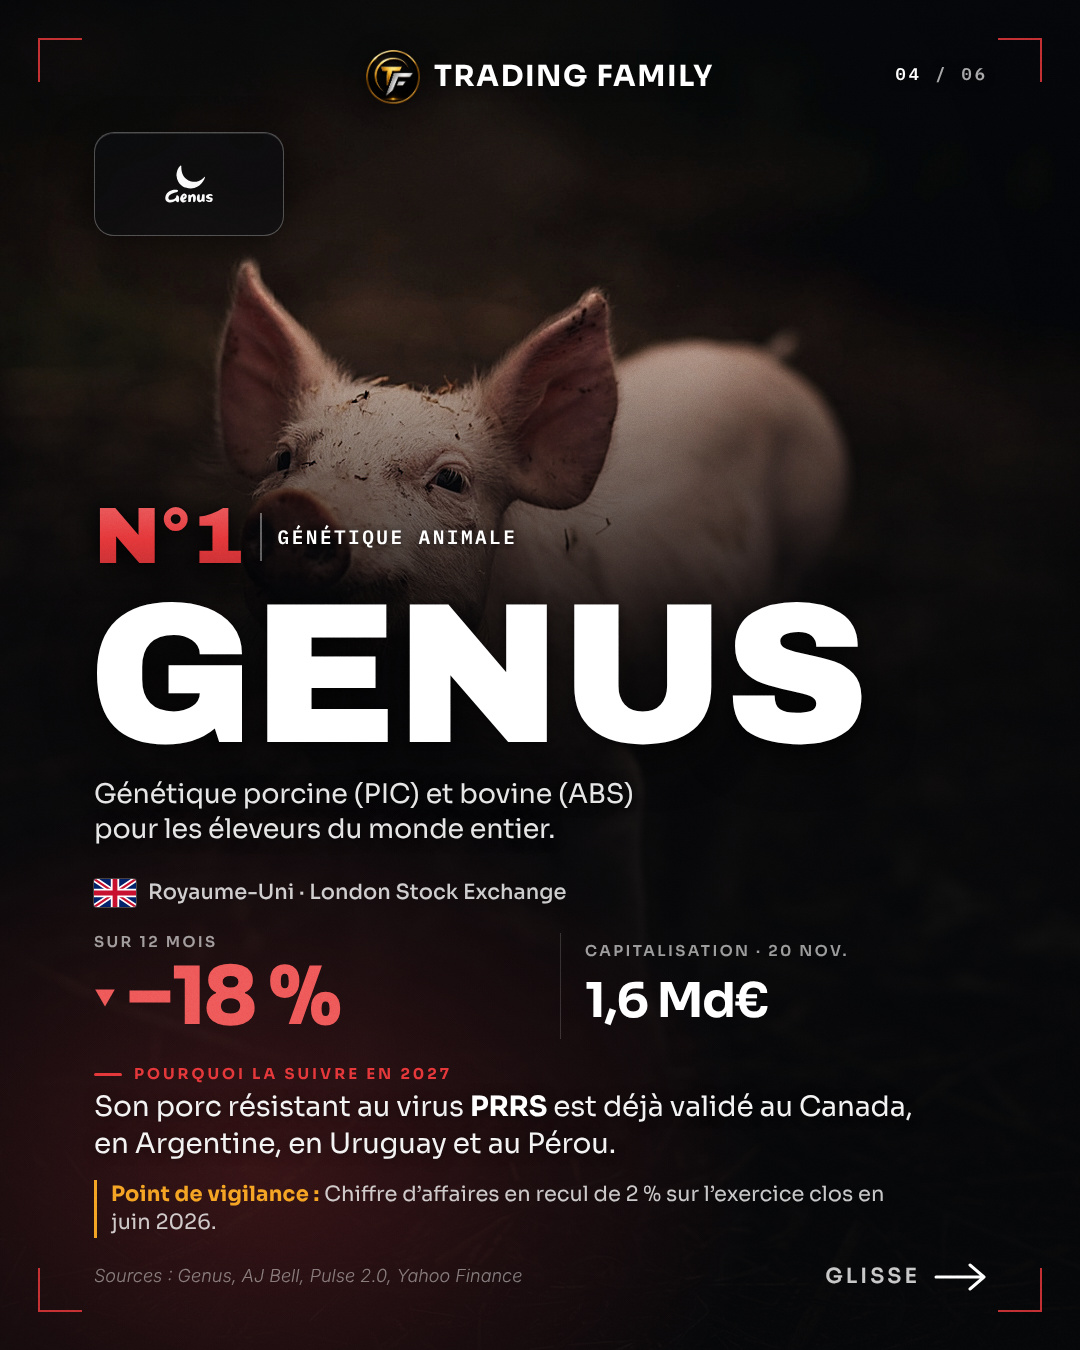 TF TRADING FAMILY
04 / 06
Genus
N°1
GÉNÉTIQUE ANIMALE
GENUS
Génétique porcine (PIC) et bovine (ABS)
pour les éleveurs du monde entier.
Royaume-Uni · London Stock Exchange
SUR 12 MOIS
▼ −18 %
CAPITALISATION · 20 NOV.
1,6 Md€
POURQUOI LA SUIVRE EN 2027
Son porc résistant au virus PRRS est déjà validé au Canada,
en Argentine, en Uruguay et au Pérou.
Point de vigilance : Chiffre d’affaires en recul de 2 % sur l’exercice clos en
juin 2026.
Sources : Genus, AJ Bell, Pulse 2.0, Yahoo Finance
GLISSE →